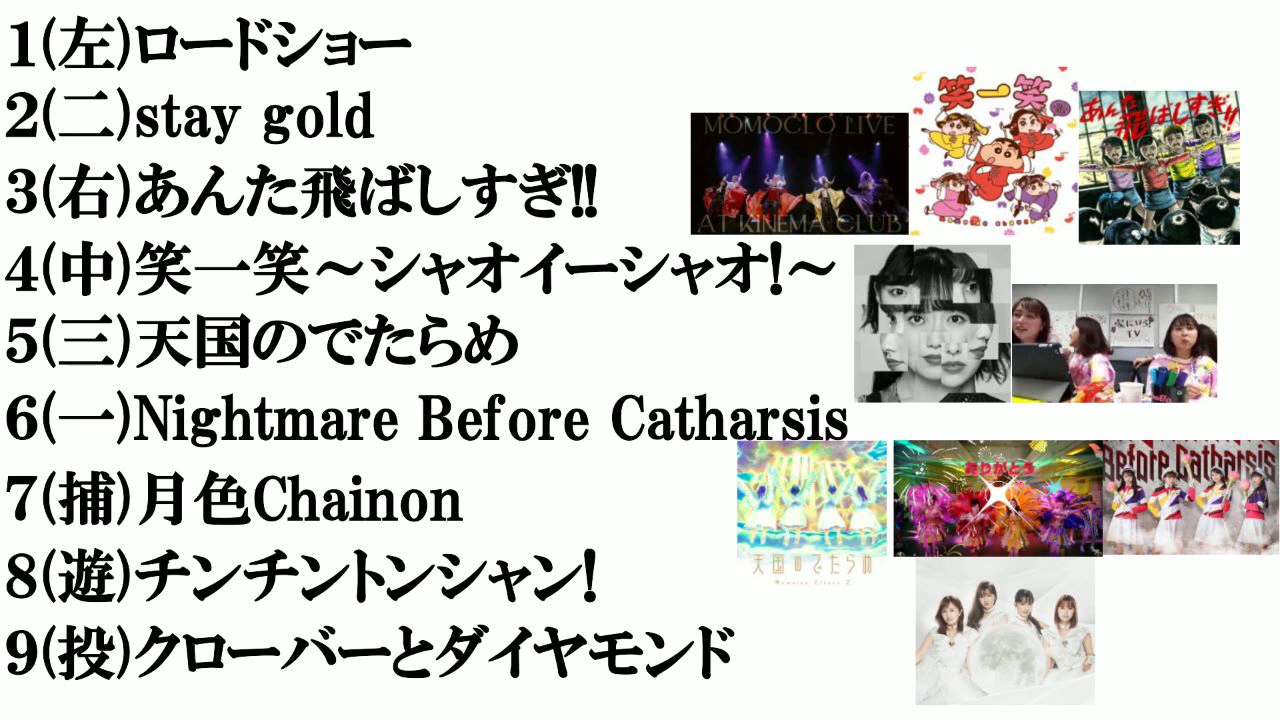 1(左)ロードショー
2(二)stay gold
3(右)あんた飛ばしすぎ!!
4(中)笑一笑～シャオイーシャオ!～
5(三)天国のでたらめ
6(一)Nightmare Before Catharsis
7(捕)月色Chainon
8(遊)チンチントンシャン!
9(投)クローバーとダイヤモンド
MOMOCLO LIVE
AT KINEMA CLUB
笑一笑
あんた飛ばしすぎ!!
TV
天国のでたらめ
Momoiro Clover Z
ありがとう
Before Catharsis